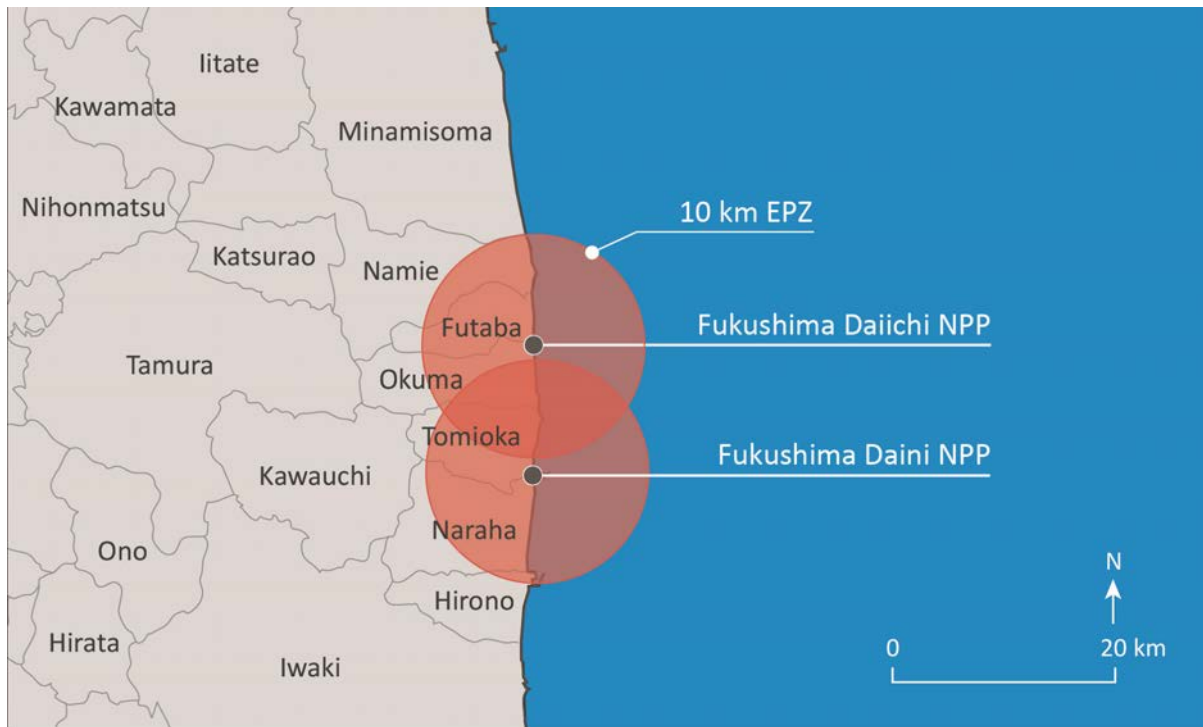 Iitate
Kawamata
Minamisoma
Nihonmatsu
10 km EPZ
Katsurao
Namie
Futaba
Fukushima Daiichi NPP
Tamura
Okuma
Tomioka
Fukushima Daini NPP
Kawauchi
Naraha
Ono
N
Hirono
Hirata
Iwaki
0
20 km